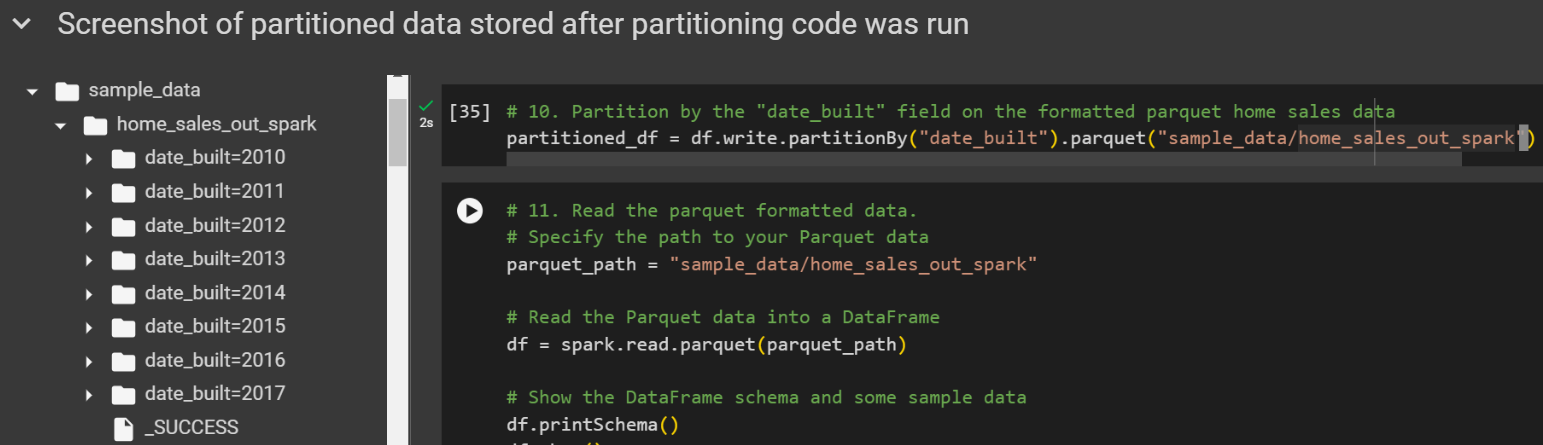 Screenshot of partitioned data stored after partitioning code was run
sample_data
home_sales_out_spark
date_built=2010
date_built=2011
date_built=2012
date_built=2013
date_built=2014
date_built=2015
date_built=2016
date_built=2017
_SUCCESS
2s
[35] # 10. Partition by the "date_built" field on the formatted parquet home sales data
partitioned_df = df.write.partitionBy("date_built").parquet("sample_data/home_sales_out_spark")
# 11. Read the parquet formatted data.
# Specify the path to your Parquet data
parquet_path = "sample_data/home_sales_out_spark"
# Read the Parquet data into a DataFrame
df = spark.read.parquet(parquet_path)
# Show the DataFrame schema and some sample data
df.printSchema()